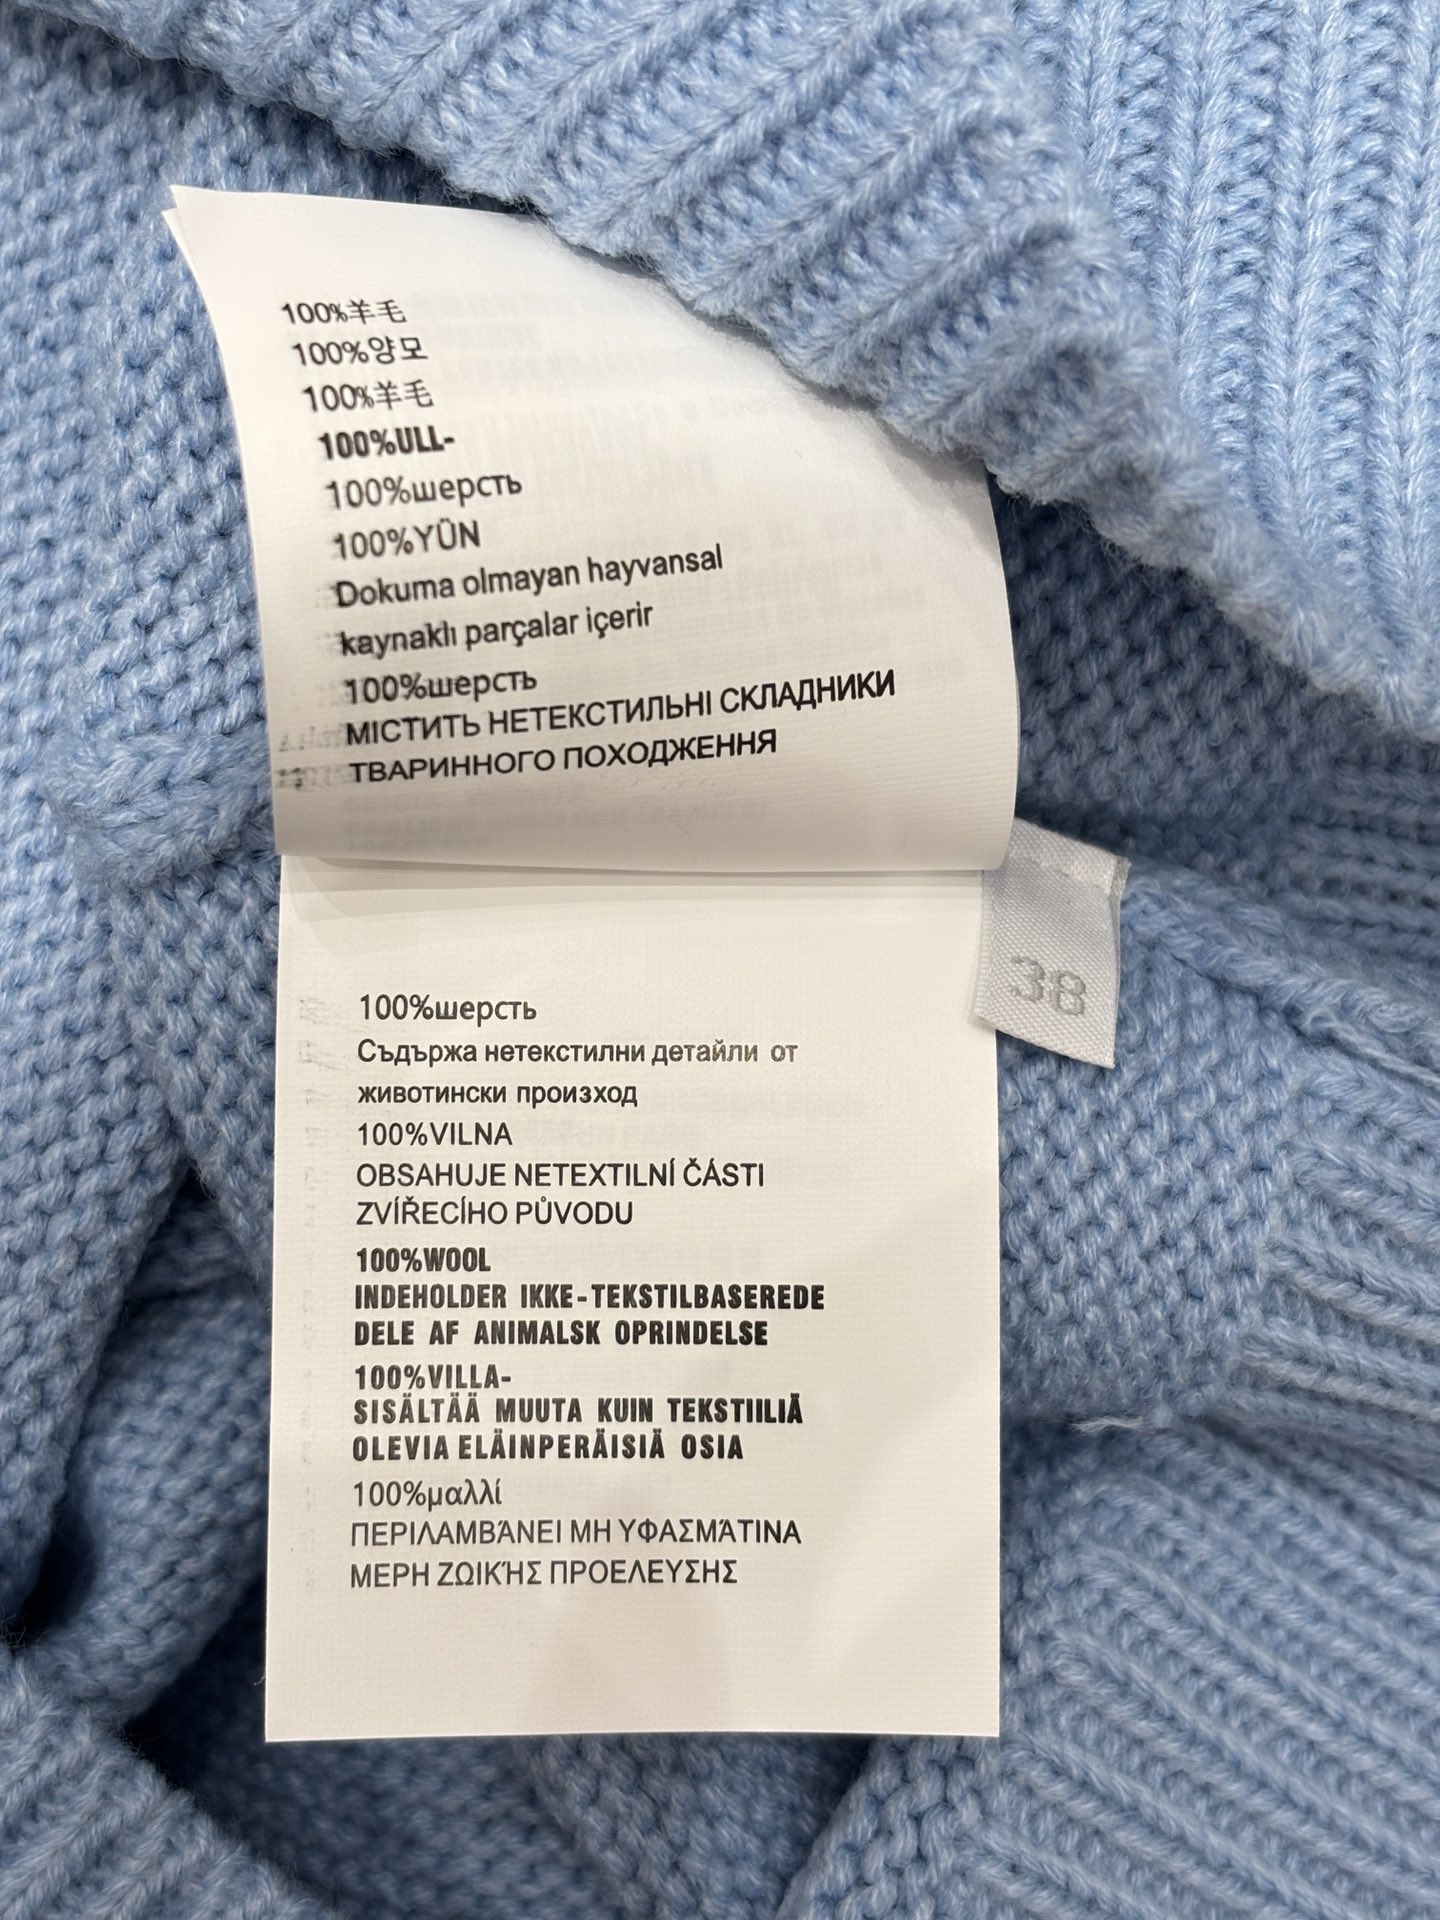 100%羊毛
100%양모
100%羊毛
100%ULL-
100%шерсть
100%YÜN
Dokuma olmayan hayvansal
kaynaklı parçalar içerir
100%шерсть
МІСТИТЬ НЕТЕКСТИЛЬНІ СКЛАДНИКИ
ТВАРИННОГО ПОХОДЖЕННЯ
38
100%шерсть
Съдържа нетекстилни детайли от
животински произход
100%VILNA
OBSAHUJE NETEXTILNÍ ČÁSTI
ZVÍŘECÍHO PŮVODU
100%WOOL
INDEHOLDER IKKE-TEKSTILBASEREDE
DELE AF ANIMALSK OPRINDELSE
100%VILLA-
SISÄLTÄÄ MUUTA KUIN TEKSTIILIÄ
OLEVIA ELÄINPERÄISIÄ OSIA
100%μαλλί
ΠΕΡΙΛΑΜΒΆΝΕΙ ΜΗ ΥΦΑΣΜΆΤΙΝΑ
ΜΕΡΗ ΖΩΙΚΉΣ ΠΡΟΕΛΕΥΣΗΣ